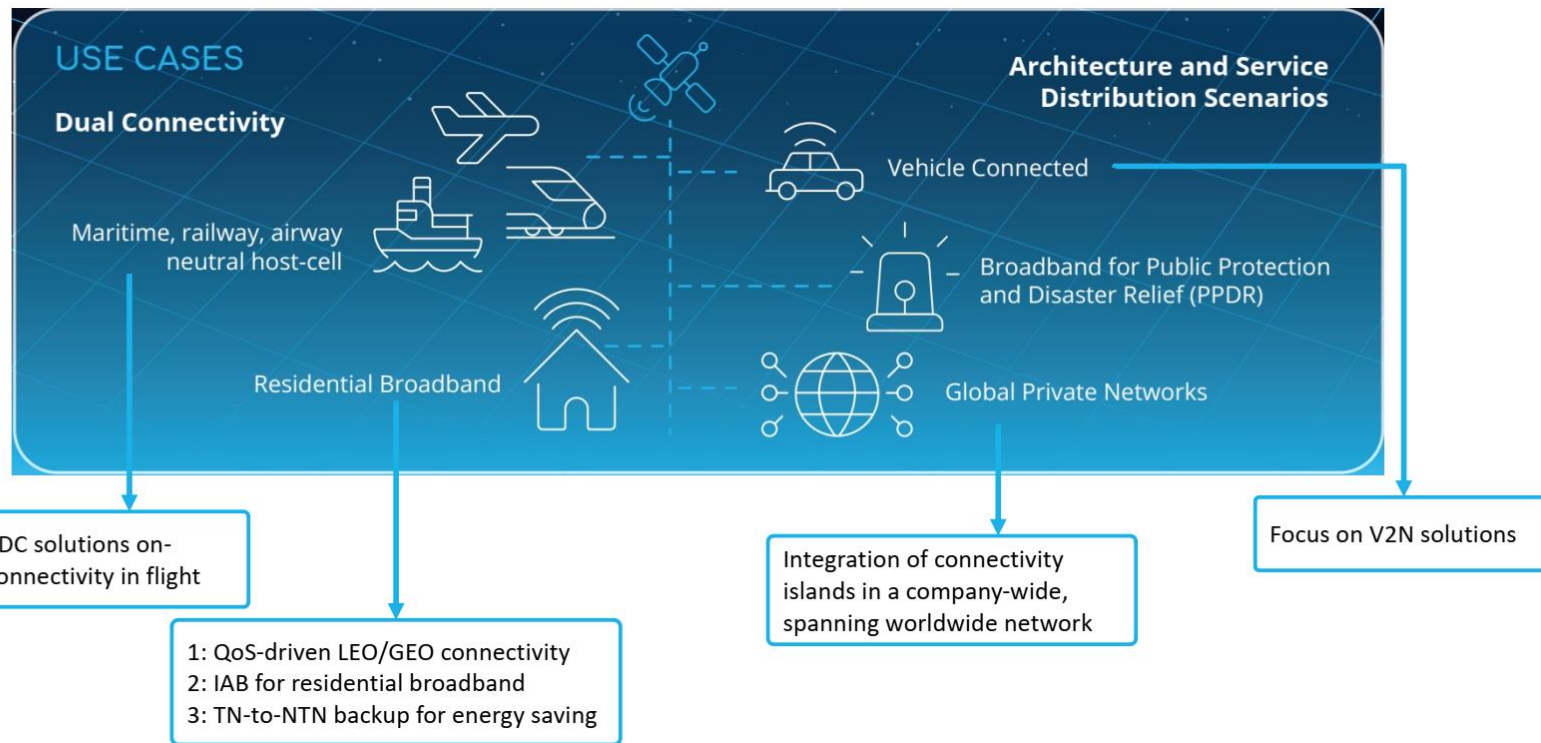 USE CASES
Dual Connectivity
Architecture and Service
Distribution Scenarios
Vehicle Connected
Maritime, railway, airway
neutral host-cell
Broadband for Public Protection
and Disaster Relief (PPDR)
Residential Broadband
Global Private Networks
DC solutions on-
connectivity in flight
1: QoS-driven LEO/GEO connectivity
2: IAB for residential broadband
3: TN-to-NTN backup for energy saving
Integration of connectivity
islands in a company-wide,
spanning worldwide network
Focus on V2N solutions